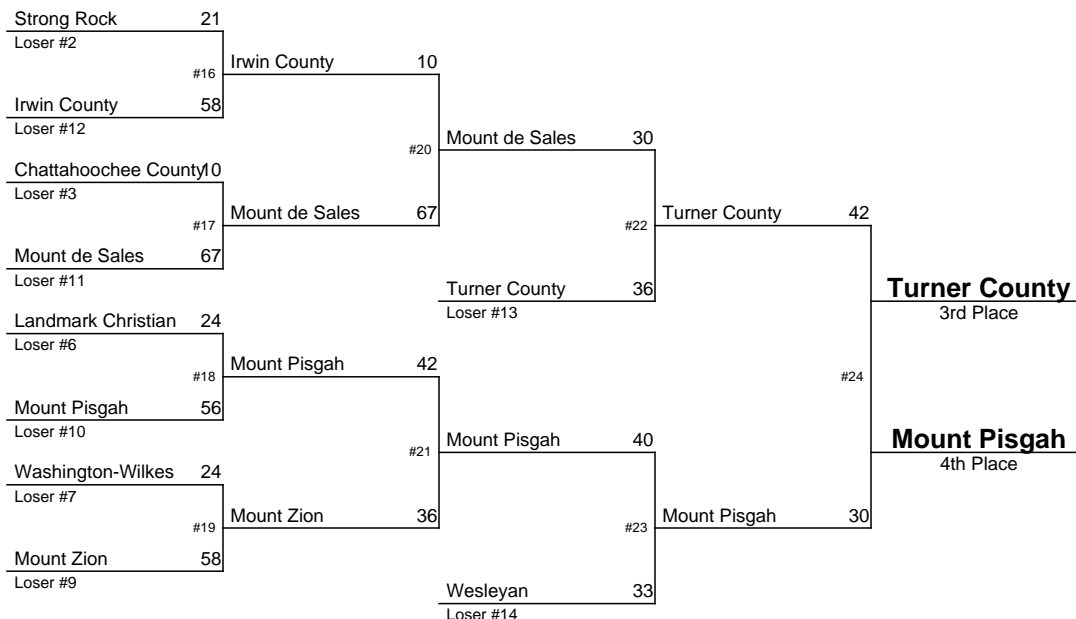 Strong Rock 21
Loser #2
#16
Irwin County 10
Irwin County 58
Loser #12
#20
Mount de Sales 30
Chattahoochee County 10
Loser #3
#17
Mount de Sales 67
#22
Turner County 42
Mount de Sales 67
Loser #11
Turner County 36
Loser #13
Turner County
3rd Place
Landmark Christian 24
Loser #6
#18
Mount Pisgah 42
#24
Mount Pisgah 56
Loser #10
#21
Mount Pisgah 40
Mount Pisgah
4th Place
Washington-Wilkes 24
Loser #7
#19
Mount Zion 36
#23
Mount Pisgah 30
Mount Zion 58
Loser #9
Wesleyan 33
Loser #14